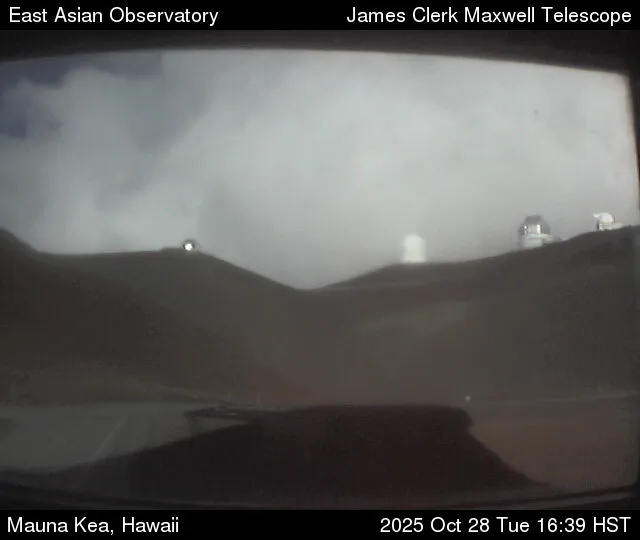 East Asian Observatory
James Clerk Maxwell Telescope
Mauna Kea, Hawaii
2025 Oct 28 Tue 16:39 HST